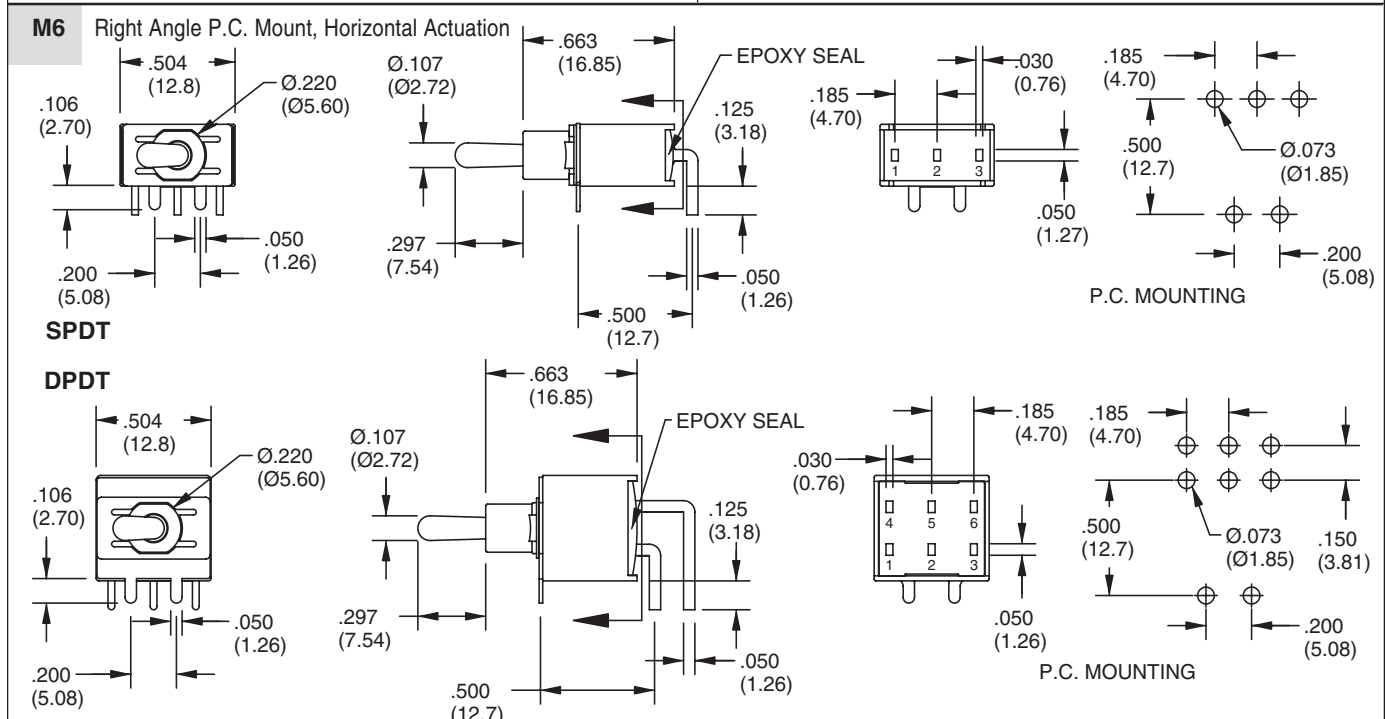 M6 Right Angle P.C. Mount, Horizontal Actuation
.504
(12.8)
Ø.220
(Ø5.60)
.106
(2.70)
.050
(1.26)
.200
(5.08)
SPDT
Ø.107
(Ø2.72)
.663
(16.85)
EPOXY SEAL
.125
(3.18)
.297
(7.54)
.050
(1.26)
.500
(12.7)
.030
(0.76)
.185
(4.70)
1 2 3
.050
(1.27)
.185
(4.70)
.500
(12.7)
Ø.073
(Ø1.85)
.200
(5.08)
P.C. MOUNTING
DPDT
.504
(12.8)
Ø.220
(Ø5.60)
.106
(2.70)
.050
(1.26)
.200
(5.08)
.663
(16.85)
Ø.107
(Ø2.72)
EPOXY SEAL
.125
(3.18)
.297
(7.54)
.050
(1.26)
.500
(12.7)
.185
(4.70)
.030
(0.76)
4 5 6
1 2 3
.050
(1.26)
.185
(4.70)
.500
(12.7)
Ø.073
(Ø1.85)
.150
(3.81)
.200
(5.08)
P.C. MOUNTING